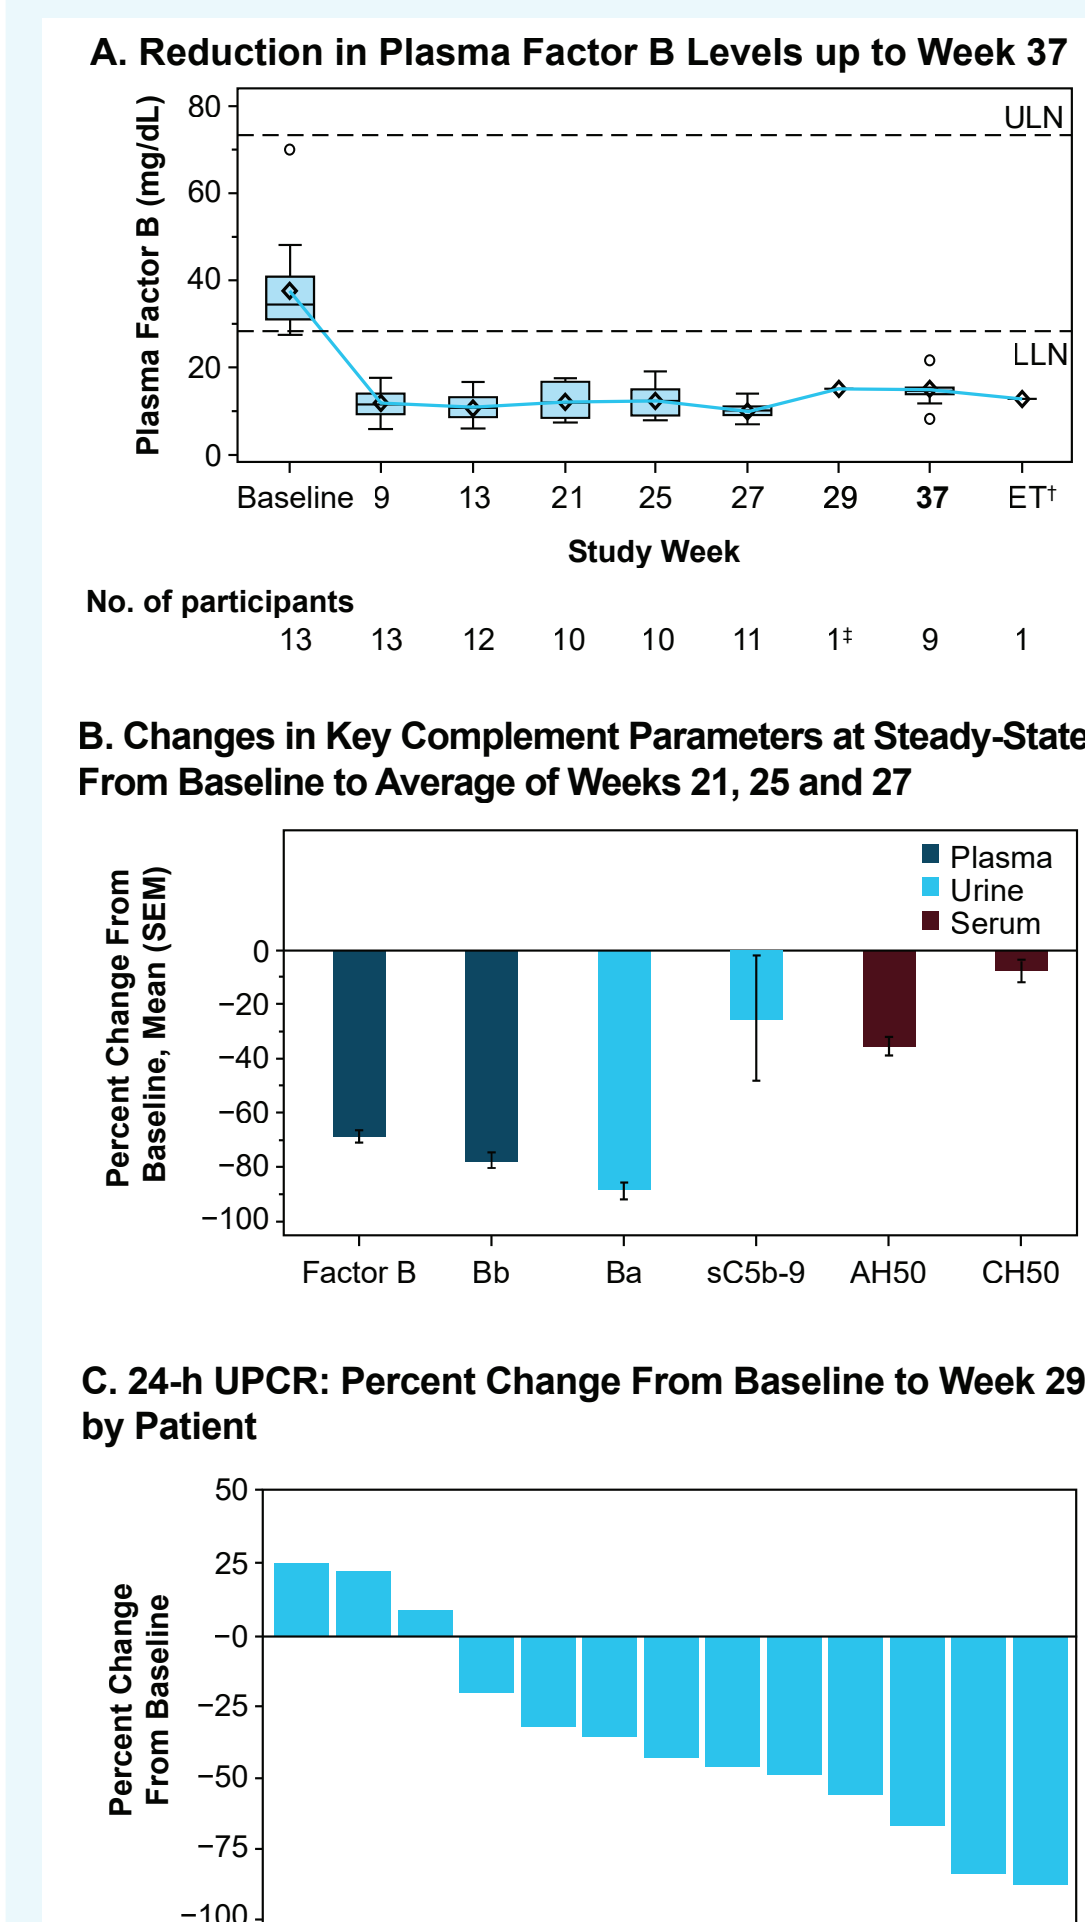 A. Reduction in Plasma Factor B Levels up to Week 37
Plasma Factor B (mg/dL)
80
60
40
20
0
ULN
LLN
Baseline 9 13 21 25 27 29 37 ET†
Study Week
No. of participants
13 13 12 10 10 11 1‡ 9 1
B. Changes in Key Complement Parameters at Steady-State
From Baseline to Average of Weeks 21, 25 and 27
Percent Change From
Baseline, Mean (SEM)
Plasma
Urine
Serum
0
−20
−40
−60
−80
−100
Factor B Bb Ba sC5b-9 AH50 CH50
C. 24-h UPCR: Percent Change From Baseline to Week 29
by Patient
Percent Change
From Baseline
50
25
−0
−25
−50
−75
−100